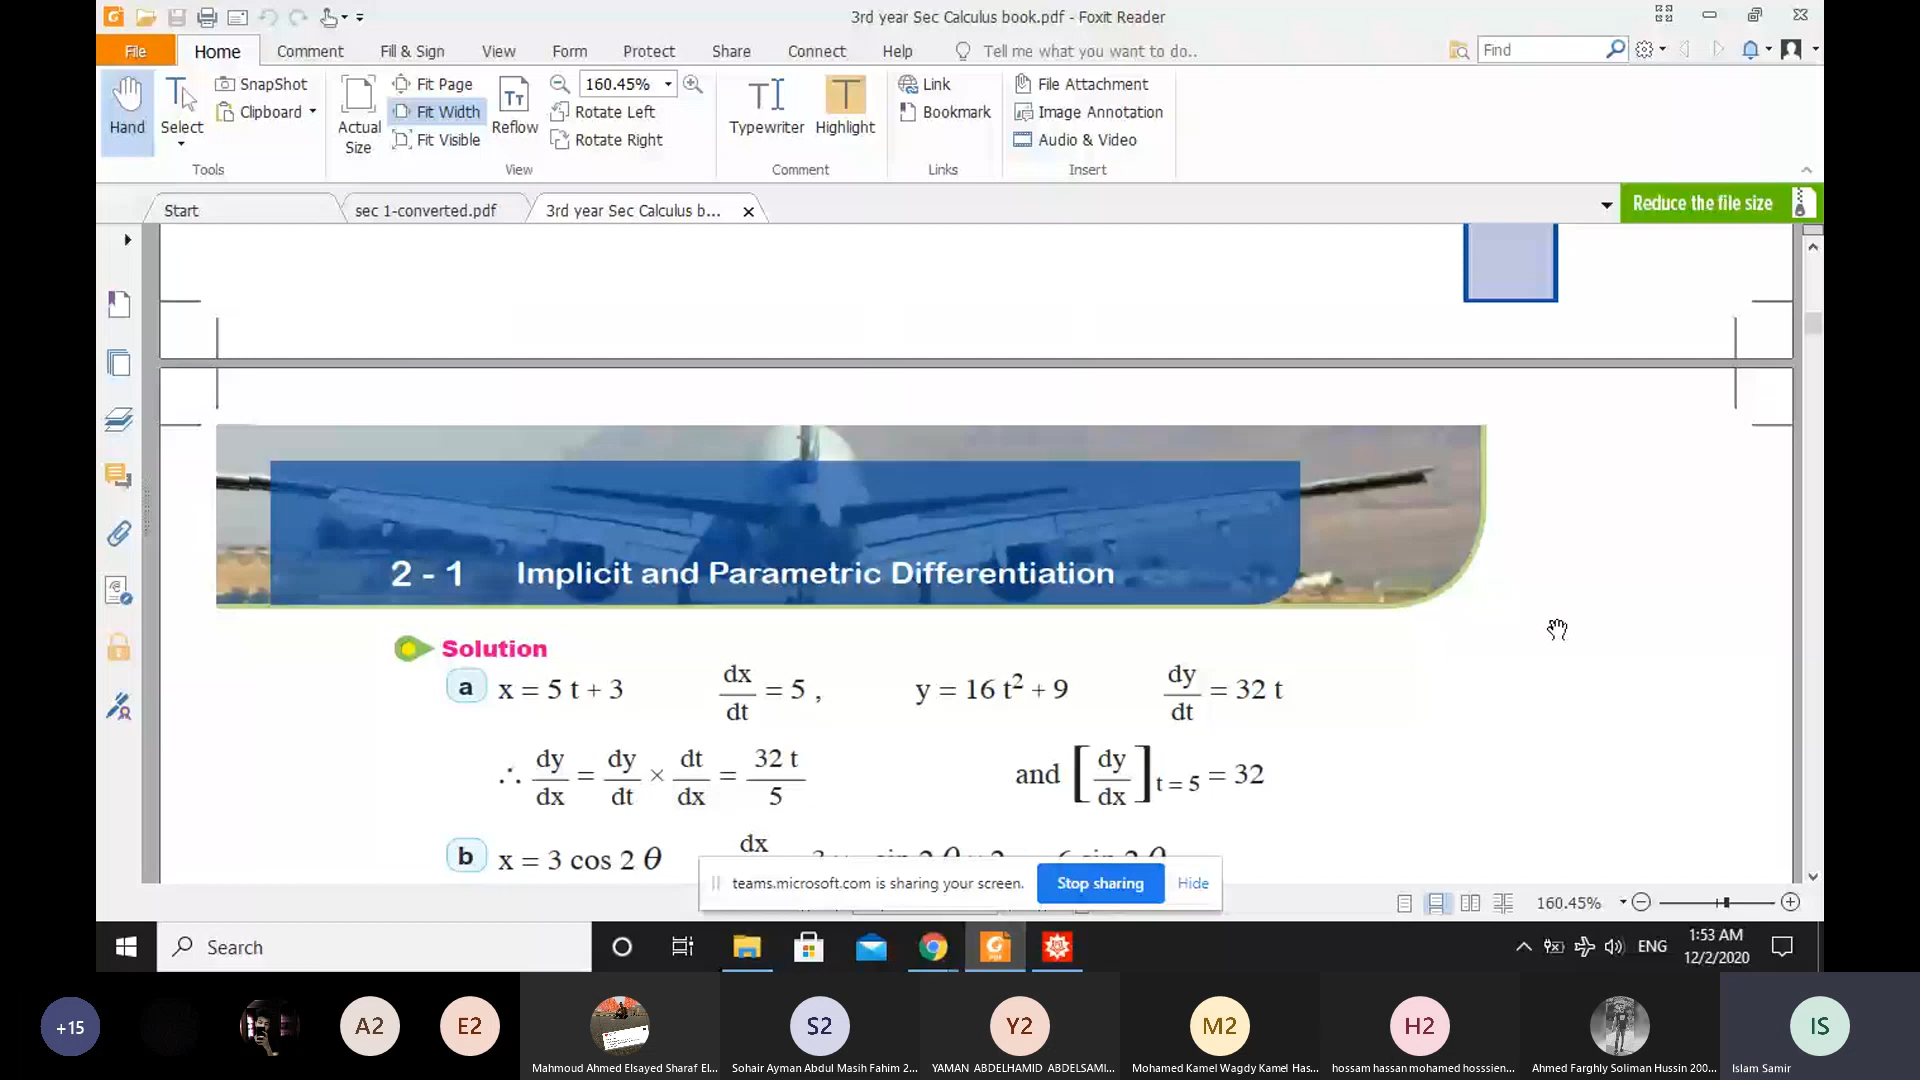 3rd year Sec Calculus book.pdf - Foxit Reader
File Home Comment Fill & Sign View Form Protect Share Connect Help Tell me what you want to do.. Find
Hand
Select
SnapShot
Clipboard
Tools
Actual Size
Fit Page
Fit Width
Fit Visible
Reflow
160.45%
Rotate Left
Rotate Right
View
Typewriter
Highlight
Comment
Link
Bookmark
Links
File Attachment
Image Annotation
Audio & Video
Insert
Start sec 1-converted.pdf 3rd year Sec Calculus b... Reduce the file size
2 - 1 Implicit and Parametric Differentiation
Solution
a x = 5 t + 3 dx/dt = 5 , y = 16 t² + 9 dy/dt = 32 t
∴ dy/dx = dy/dt × dt/dx = 32 t/5 and [dy/dx] t = 5 = 32
b x = 3 cos 2 θ dx
teams.microsoft.com is sharing your screen. Stop sharing Hide
160.45%
Search
ENG
1:53 AM
12/2/2020
+15 A2 E2 S2 Y2 M2 H2 IS
Mahmoud Ahmed Elsayed Sharaf El... Sohair Ayman Abdul Masih Fahim 2... YAMAN ABDELHAMID ABDELSAMI... Mohamed Kamel Wagdy Kamel Has... hossam hassan mohamed hosssien... Ahmed Farghly Soliman Hussin 200... Islam Samir